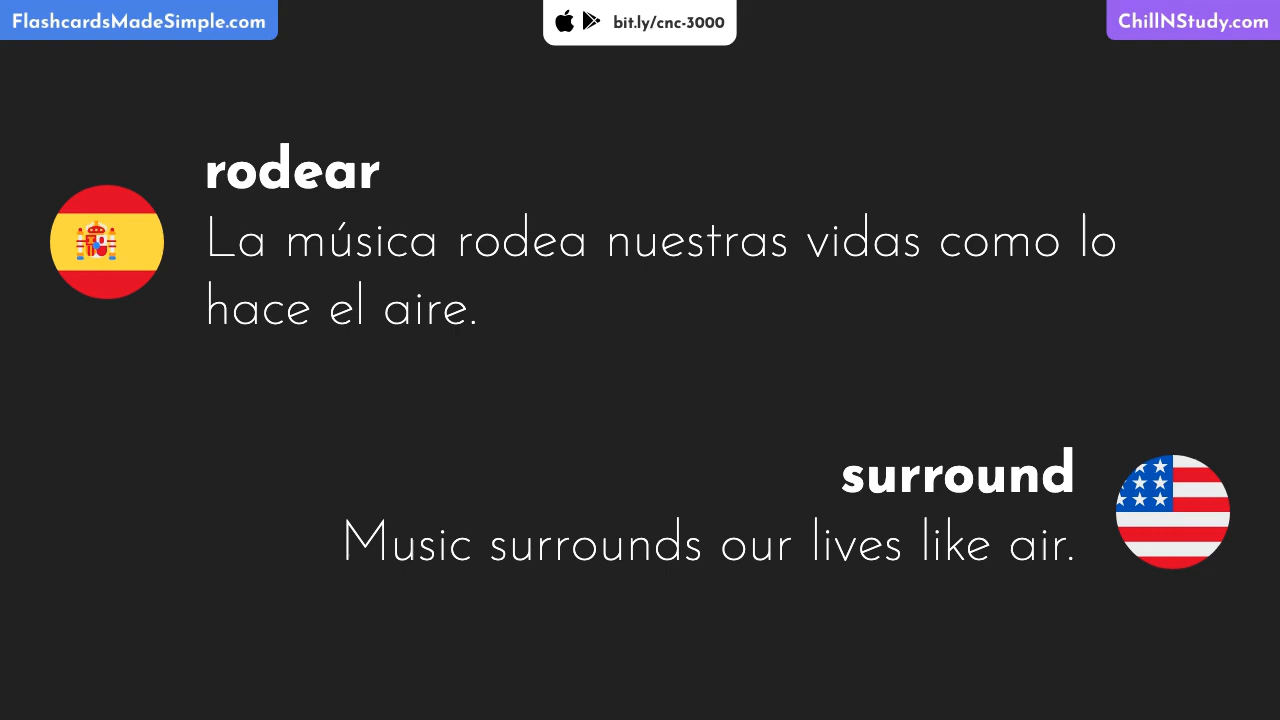 FlashcardsMadeSimple.com
bit.ly/cnc-3000
ChillNStudy.com
rodear
La música rodea nuestras vidas como lo
hace el aire.
surround
Music surrounds our lives like air.